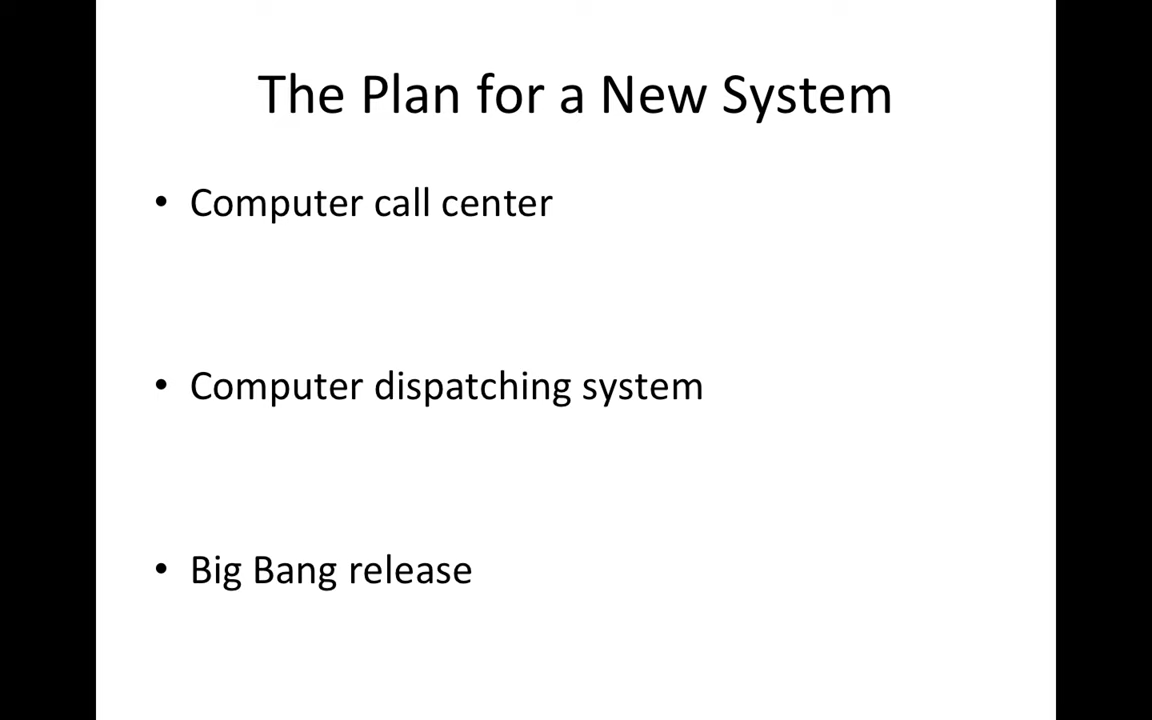 The Plan for a New System
• Computer call center
• Computer dispatching system
• Big Bang release